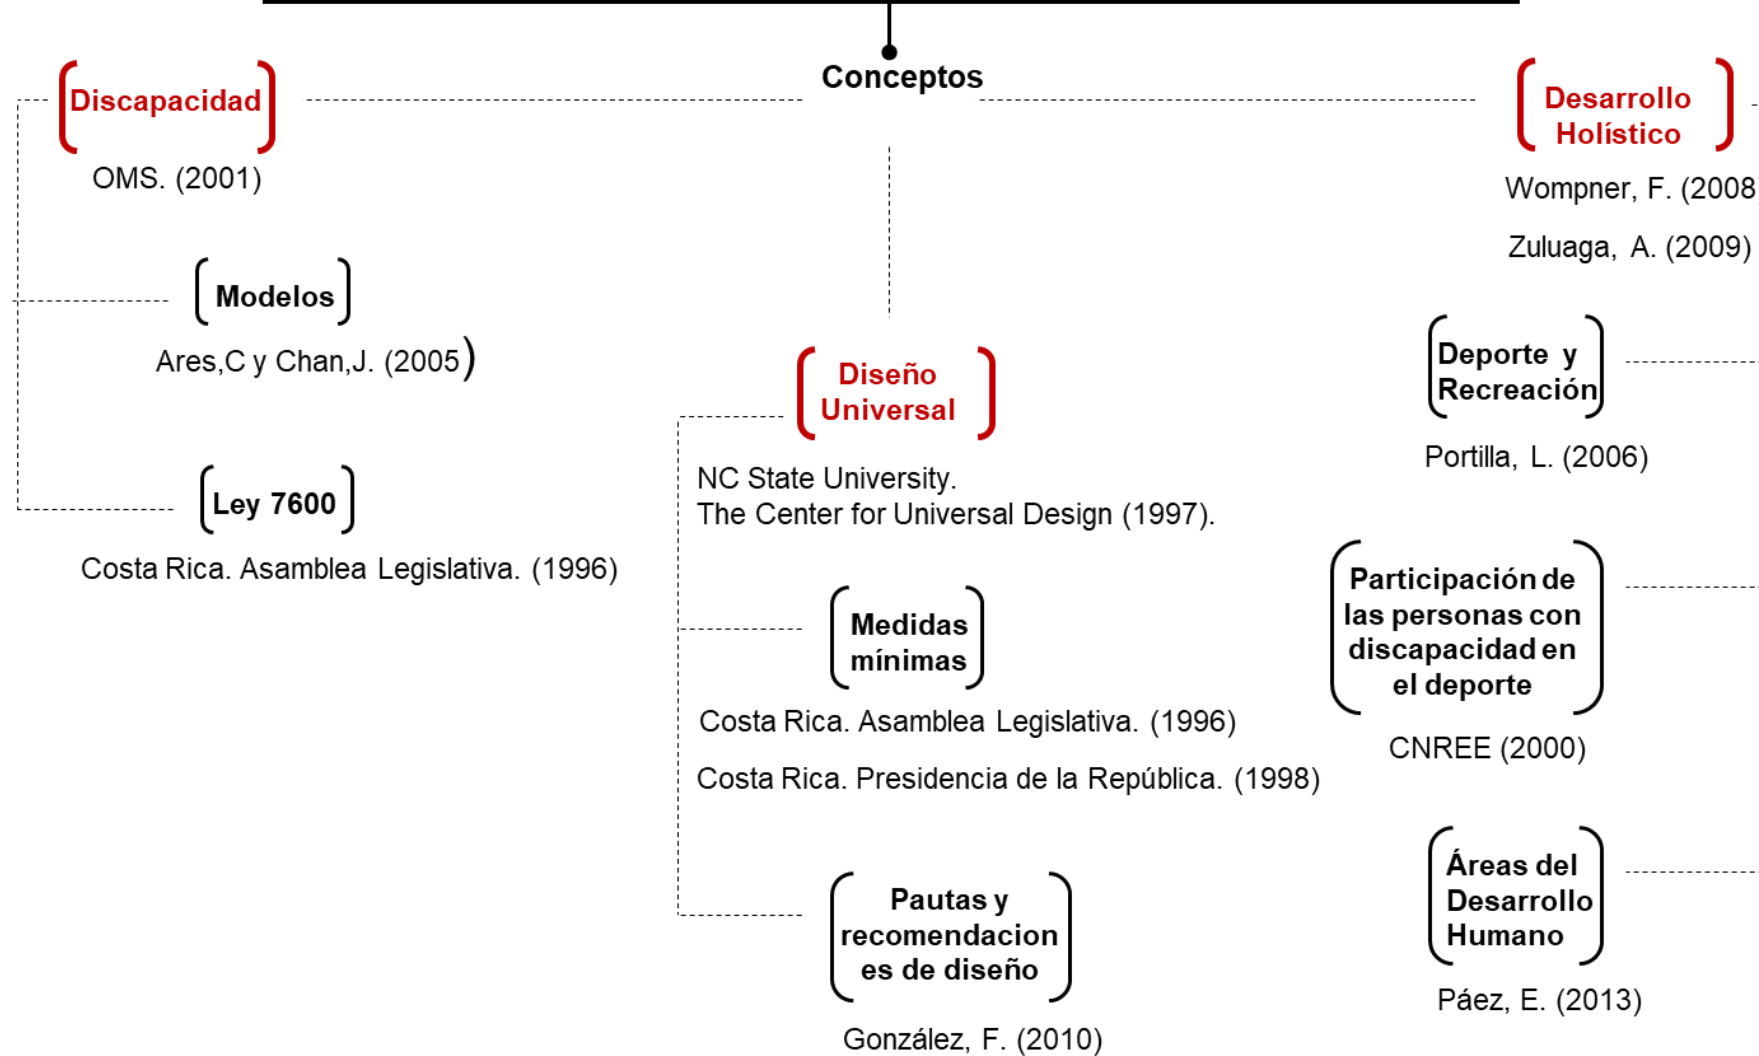 Conceptos
Discapacidad
OMS. (2001)
Modelos
Ares,C y Chan,J. (2005)
Ley 7600
Costa Rica. Asamblea Legislativa. (1996)
Diseño
Universal
NC State University.
The Center for Universal Design (1997).
Medidas
mínimas
Costa Rica. Asamblea Legislativa. (1996)
Costa Rica. Presidencia de la República. (1998)
Pautas y
recomendacion
es de diseño
González, F. (2010)
Desarrollo
Holístico
Wompner, F. (2008)
Zuluaga, A. (2009)
Deporte y
Recreación
Portilla, L. (2006)
Participación de
las personas con
discapacidad en
el deporte
CNREE (2000)
Áreas del
Desarrollo
Humano
Páez, E. (2013)